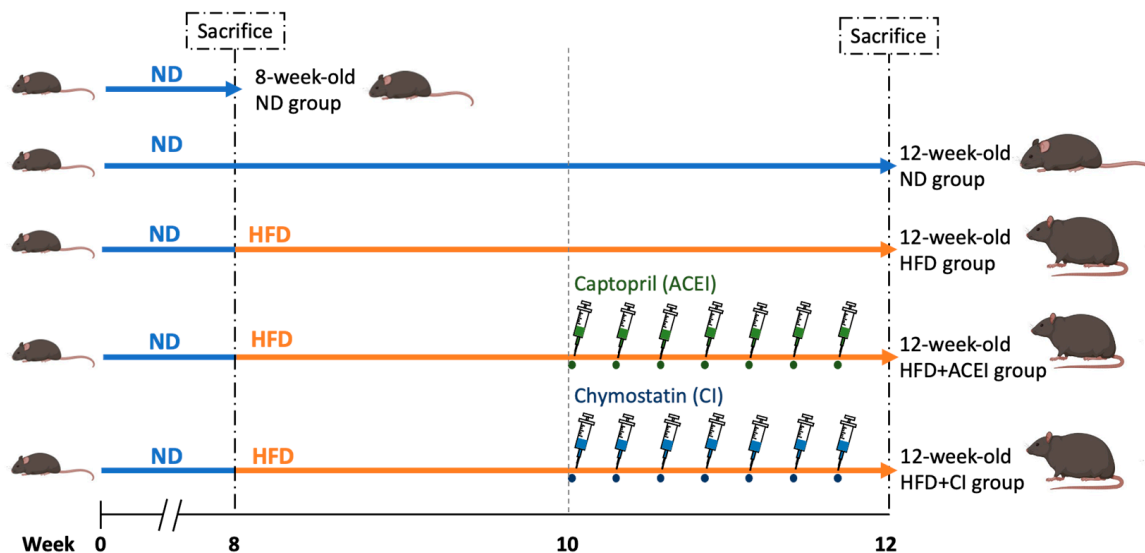 Sacrifice
Sacrifice
ND
8-week-old
ND group
ND
12-week-old
ND group
ND
HFD
12-week-old
HFD group
Captopril (ACEI)
ND
HFD
12-week-old
HFD+ACEI group
Chymostatin (CI)
ND
HFD
12-week-old
HFD+CI group
Week 0 8 10 12